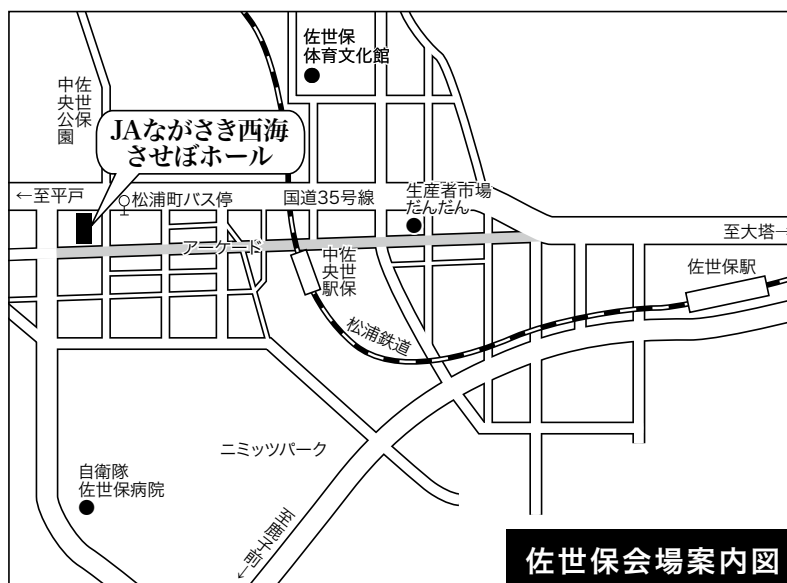 佐世保
体育文化館
佐世保
中央公園
JAながさき西海
させぼホール
←至平戸
松浦町バス停
国道35号線
生産者市場
だんだん
至大塔→
アーケード
佐世保
中央駅
佐世保駅
松浦鉄道
ニミッツパーク
自衛隊
佐世保病院
至鹿子前→
佐世保会場案内図